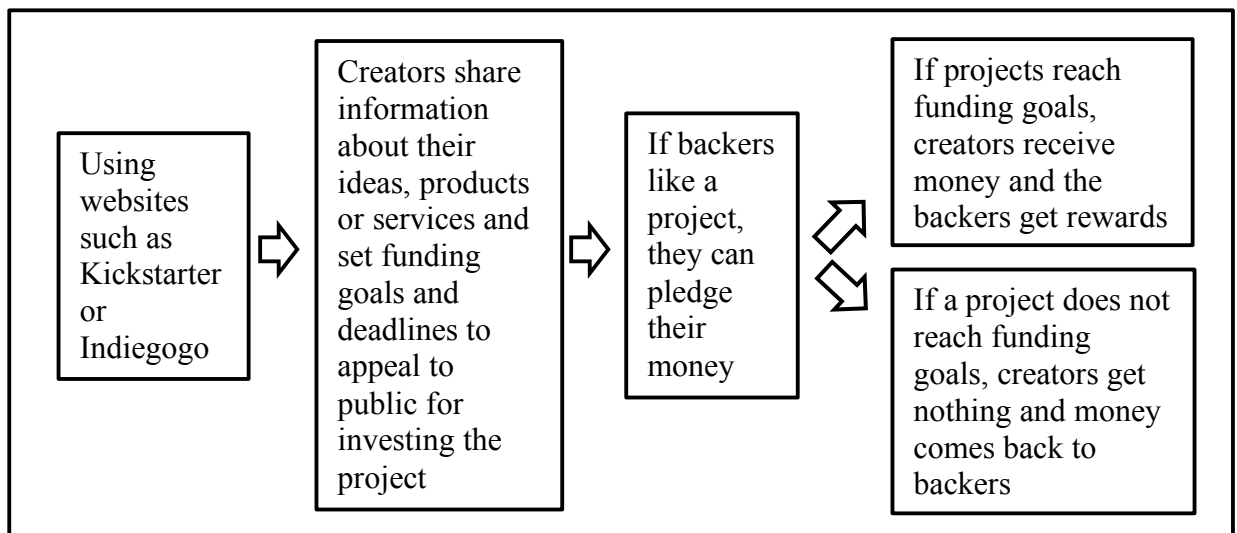 Using
websites
such as
Kickstarter
or
Indiegogo
Creators share
information
about their
ideas, products
or services and
set funding
goals and
deadlines to
appeal to
public for
investing the
project
If backers
like a
project,
they can
pledge
their
money
If projects reach
funding goals,
creators receive
money and the
backers get rewards
If a project does not
reach funding
goals, creators get
nothing and money
comes back to
backers